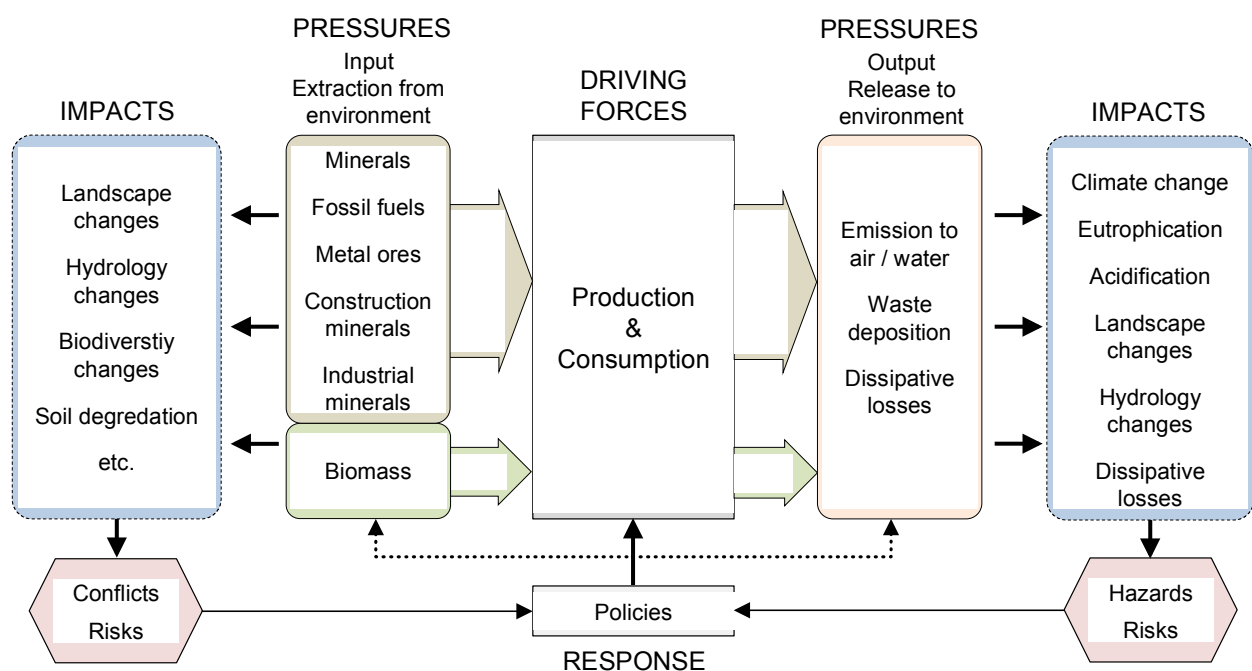 PRESSURES
Input
Extraction from
environment
PRESSURES
Output
Release to
environment
DRIVING
FORCES
IMPACTS
IMPACTS
Landscape
changes
Hydrology
changes
Biodiverstiy
changes
Soil degredation
etc.
Minerals
Fossil fuels
Metal ores
Construction
minerals
Industrial
minerals
Biomass
Production
&
Consumption
Emission to
air / water
Waste
deposition
Dissipative
losses
Climate change
Eutrophication
Acidification
Landscape
changes
Hydrology
changes
Dissipative
losses
Conflicts
Risks
Policies
RESPONSE
Hazards
Risks